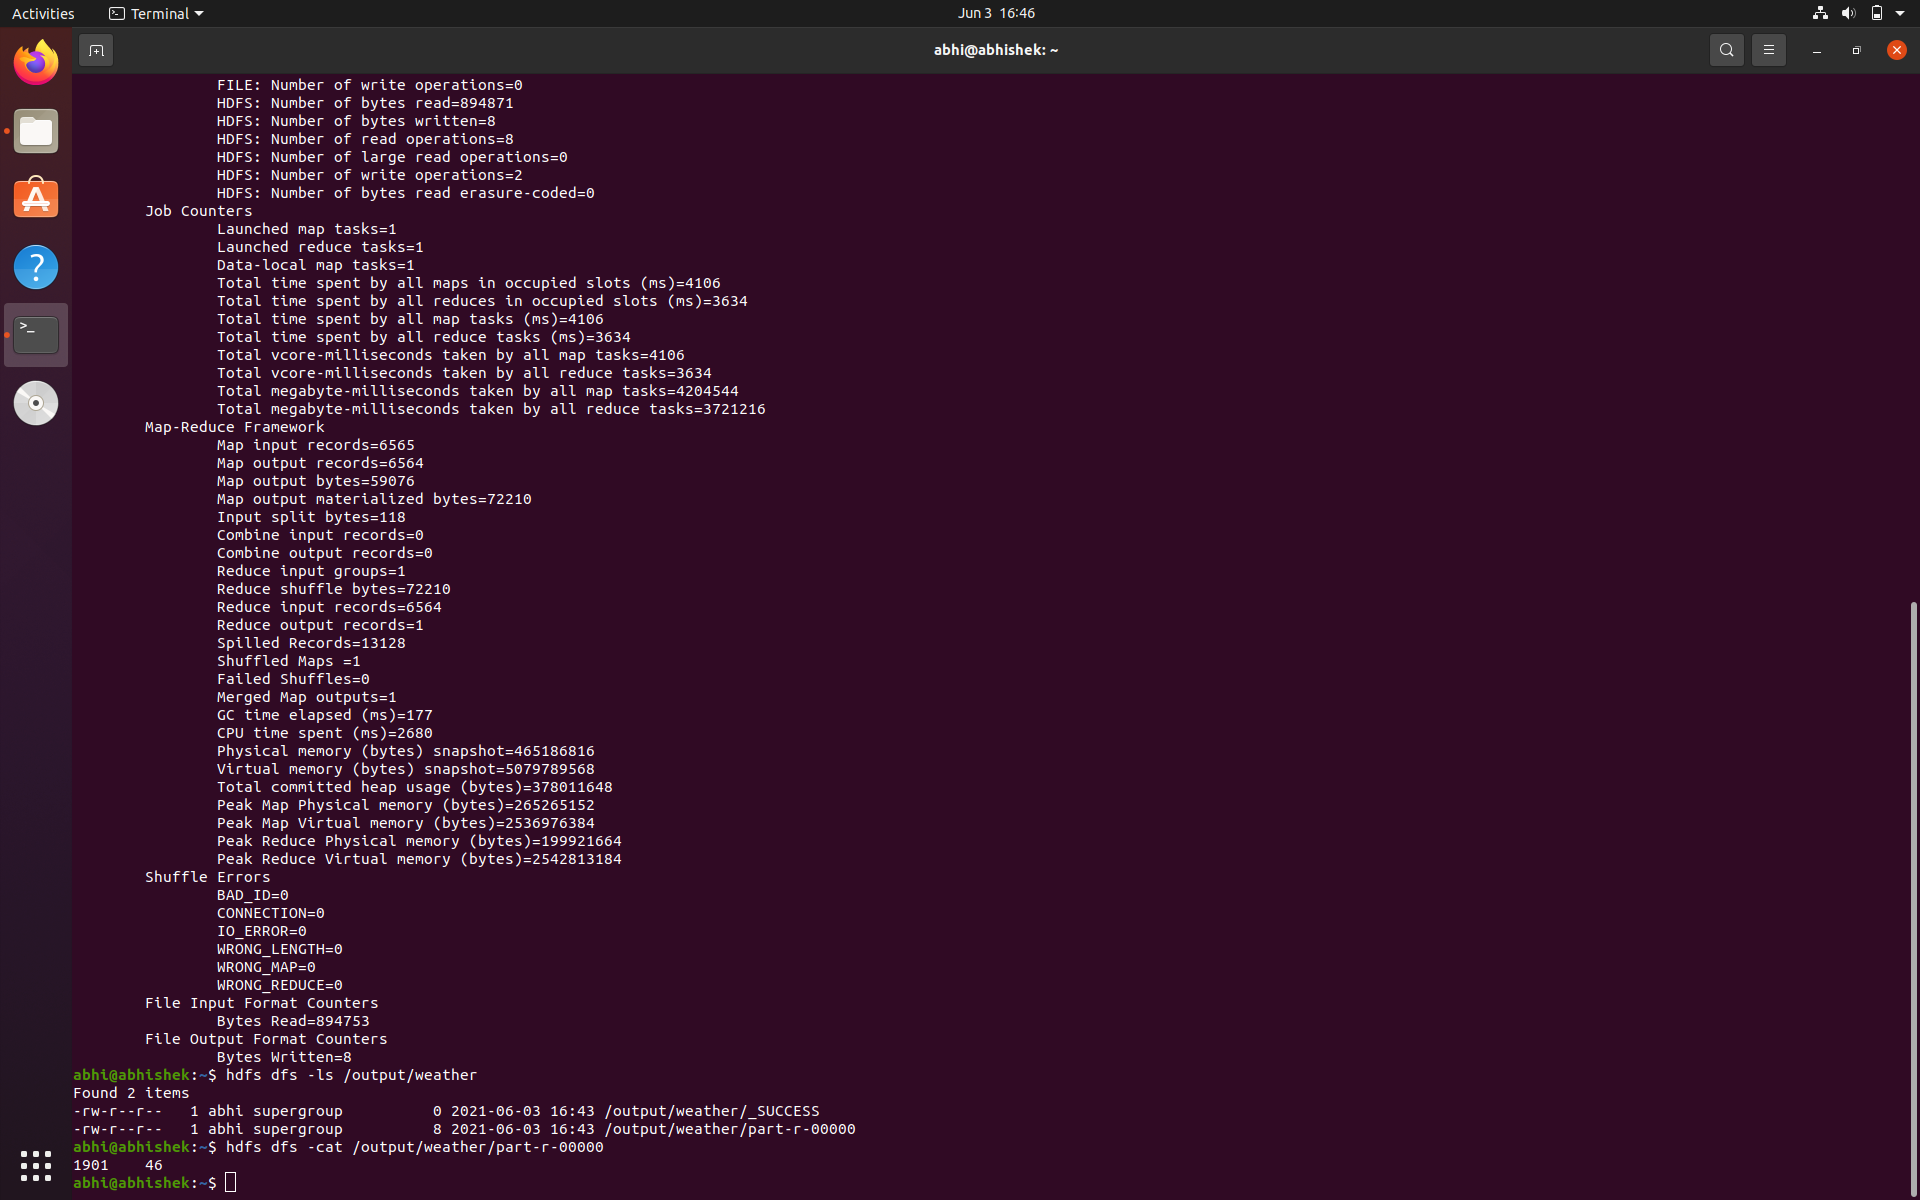 Activities Terminal Jun 3 16:46
abhi@abhishek: ~
FILE: Number of write operations=0
HDFS: Number of bytes read=894871
HDFS: Number of bytes written=8
HDFS: Number of read operations=8
HDFS: Number of large read operations=0
HDFS: Number of write operations=2
HDFS: Number of bytes read erasure-coded=0
Job Counters
Launched map tasks=1
Launched reduce tasks=1
Data-local map tasks=1
Total time spent by all maps in occupied slots (ms)=4106
Total time spent by all reduces in occupied slots (ms)=3634
Total time spent by all map tasks (ms)=4106
Total time spent by all reduce tasks (ms)=3634
Total vcore-milliseconds taken by all map tasks=4106
Total vcore-milliseconds taken by all reduce tasks=3634
Total megabyte-milliseconds taken by all map tasks=4204544
Total megabyte-milliseconds taken by all reduce tasks=3721216
Map-Reduce Framework
Map input records=6565
Map output records=6564
Map output bytes=59076
Map output materialized bytes=72210
Input split bytes=118
Combine input records=0
Combine output records=0
Reduce input groups=1
Reduce shuffle bytes=72210
Reduce input records=6564
Reduce output records=1
Spilled Records=13128
Shuffled Maps =1
Failed Shuffles=0
Merged Map outputs=1
GC time elapsed (ms)=177
CPU time spent (ms)=2680
Physical memory (bytes) snapshot=465186816
Virtual memory (bytes) snapshot=5079789568
Total committed heap usage (bytes)=378011648
Peak Map Physical memory (bytes)=265265152
Peak Map Virtual memory (bytes)=2536976384
Peak Reduce Physical memory (bytes)=199921664
Peak Reduce Virtual memory (bytes)=2542813184
Shuffle Errors
BAD_ID=0
CONNECTION=0
IO_ERROR=0
WRONG_LENGTH=0
WRONG_MAP=0
WRONG_REDUCE=0
File Input Format Counters
Bytes Read=894753
File Output Format Counters
Bytes Written=8
abhi@abhishek:~$ hdfs dfs -ls /output/weather
Found 2 items
-rw-r--r--   1 abhi supergroup          0 2021-06-03 16:43 /output/weather/_SUCCESS
-rw-r--r--   1 abhi supergroup          8 2021-06-03 16:43 /output/weather/part-r-00000
abhi@abhishek:~$ hdfs dfs -cat /output/weather/part-r-00000
1901    46
abhi@abhishek:~$